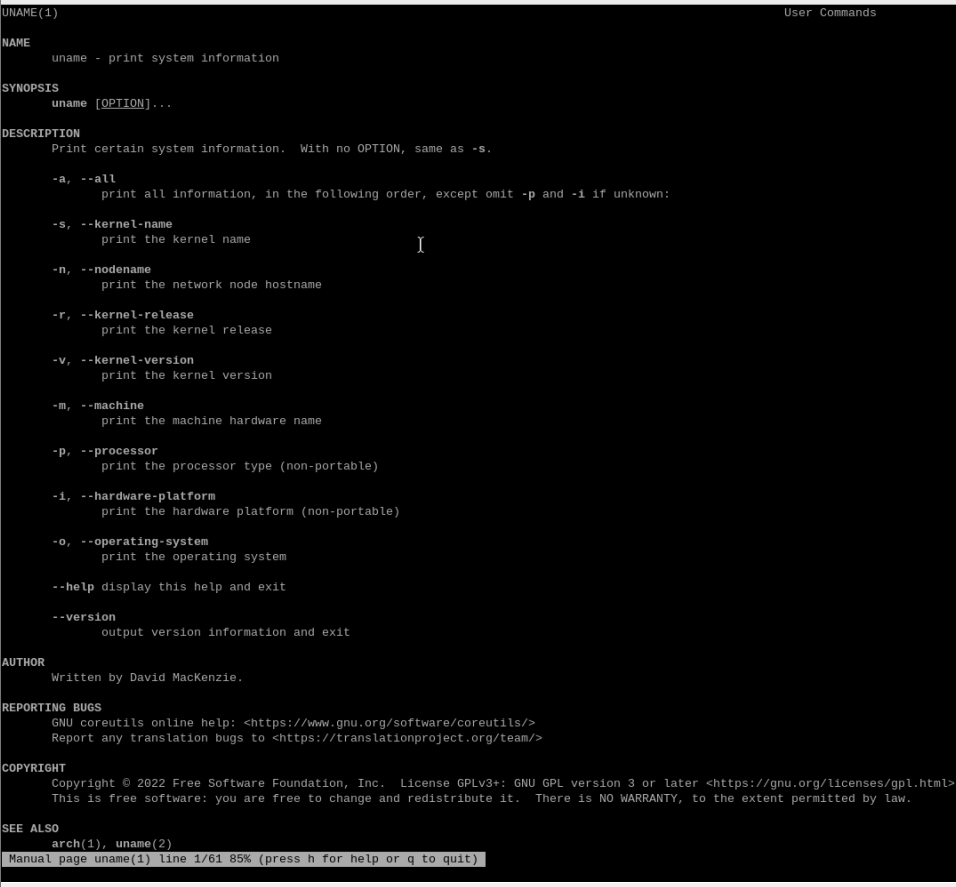 UNAME(1) User Commands
NAME
uname - print system information
SYNOPSIS
uname [OPTION]...
DESCRIPTION
Print certain system information.  With no OPTION, same as -s.
-a, --all
print all information, in the following order, except omit -p and -i if unknown:
-s, --kernel-name
print the kernel name
-n, --nodename
print the network node hostname
-r, --kernel-release
print the kernel release
-v, --kernel-version
print the kernel version
-m, --machine
print the machine hardware name
-p, --processor
print the processor type (non-portable)
-i, --hardware-platform
print the hardware platform (non-portable)
-o, --operating-system
print the operating system
--help display this help and exit
--version
output version information and exit
AUTHOR
Written by David MacKenzie.
REPORTING BUGS
GNU coreutils online help: <https://www.gnu.org/software/coreutils/>
Report any translation bugs to <https://translationproject.org/team/>
COPYRIGHT
Copyright © 2022 Free Software Foundation, Inc.  License GPLv3+: GNU GPL version 3 or later <https://gnu.org/licenses/gpl.html>
This is free software: you are free to change and redistribute it.  There is NO WARRANTY, to the extent permitted by law.
SEE ALSO
arch(1), uname(2)
Manual page uname(1) line 1/61 85% (press h for help or q to quit)